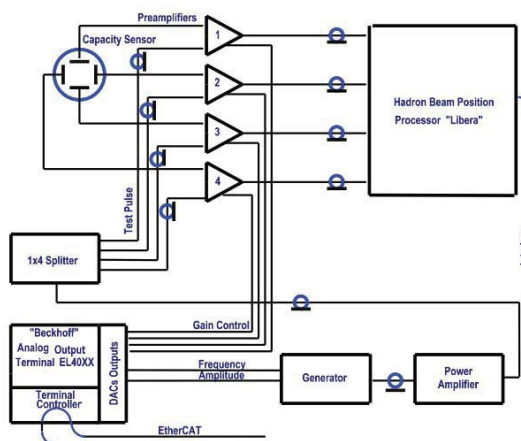 Preamplifiers
Capacity Sensor
1
2
3
4
Hadron Beam Position
Processor "Libera"
Test Pulse
1x4 Splitter
Gain Control
"Beckhoff"
Analog Output
Terminal EL40XX
DACs Outputs
Terminal
Controller
Frequency
Amplitude
Generator
Power
Amplifier
EtherCAT